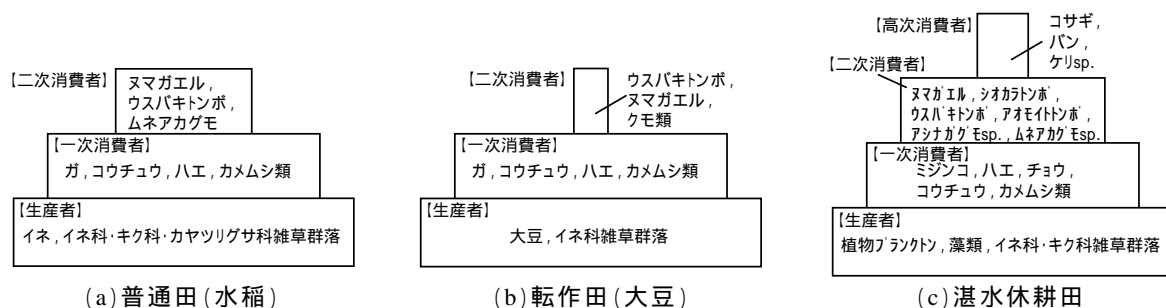 【二次消費者】
ヌマガエル,
ウスバキトンボ,
ムネアカグモ
【一次消費者】
ガ,コウチュウ,ハエ,カメムシ類
【生産者】
イネ,イネ科・キク科・カヤツリグサ科雑草群落
(a)普通田(水稲)
【二次消費者】
ウスバキトンボ,
ヌマガエル,
クモ類
【一次消費者】
ガ,コウチュウ,ハエ,カメムシ類
【生産者】
大豆,イネ科雑草群落
(b)転作田(大豆)
【高次消費者】
コサギ,
バン,
ケリsp.
【二次消費者】
ヌマガエル,シオカラトンボ,
ウスバキトンボ,アオモイトトンボ,
アシナガグモsp.,ムネアカグモsp.
【一次消費者】
ミジンコ,ハエ,チョウ,
コウチュウ,カメムシ類
【生産者】
植物プランクトン,藻類,イネ科・キク科雑草群落
(c)湛水休耕田